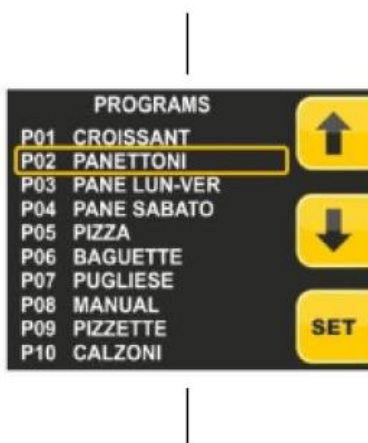 PROGRAMS
P01 CROISSANT
P02 PANETTONI
P03 PANE LUN-VER
P04 PANE SABATO
P05 PIZZA
P06 BAGUETTE
P07 PUGLIESE
P08 MANUAL
P09 PIZZETTE
P10 CALZONI
SET